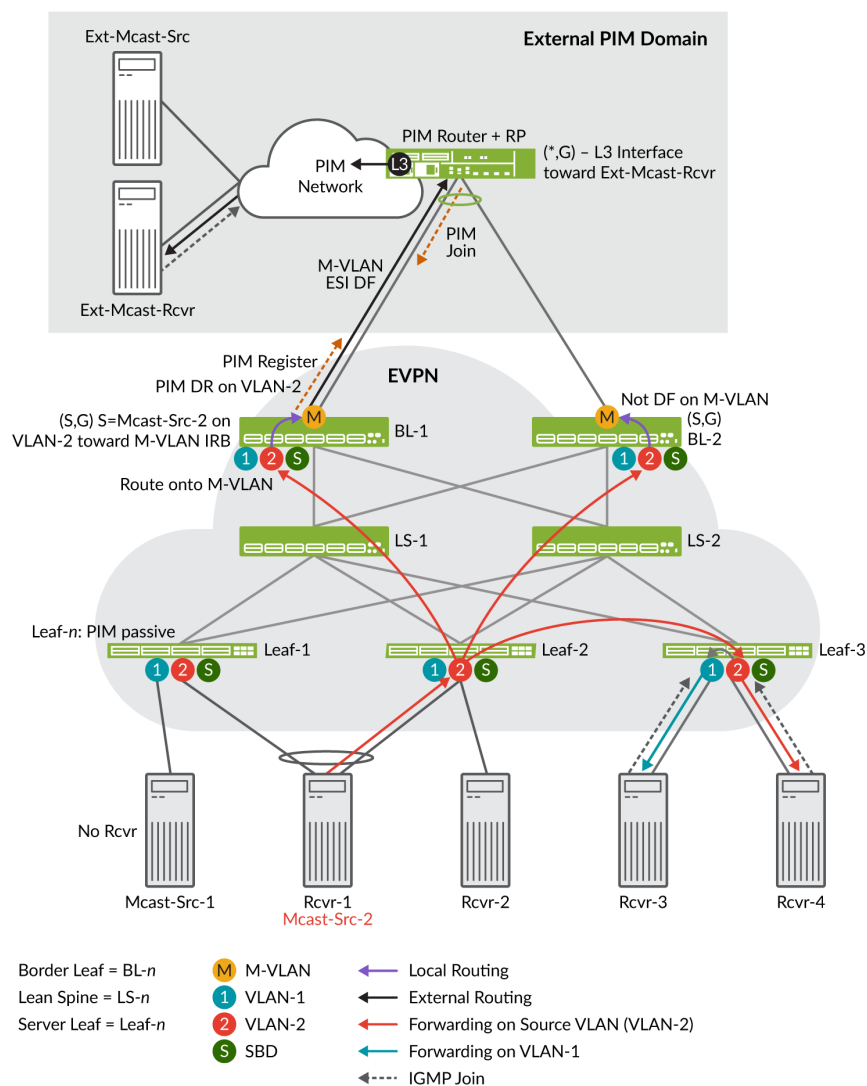 Ext-Mcast-Src
External PIM Domain
PIM Router + RP
(*,G) – L3 Interface
toward Ext-Mcast-Rcvr
L3
PIM
Network
PIM
Join
M-VLAN
ESI DF
Ext-Mcast-Rcvr
PIM Register
PIM DR on VLAN-2
EVPN
Not DF on M-VLAN
(S,G)
(S,G) S=Mcast-Src-2 on
VLAN-2 toward M-VLAN IRB
M
BL-1
M
BL-2
1 2 S
1 2 S
Route onto M-VLAN
LS-1
LS-2
Leaf-n: PIM passive
Leaf-1
Leaf-2
Leaf-3
1 2 S
1 2 S
1 2 S
No Rcvr
Mcast-Src-1
Rcvr-1
Mcast-Src-2
Rcvr-2
Rcvr-3
Rcvr-4
Border Leaf = BL-n
Lean Spine = LS-n
Server Leaf = Leaf-n
M M-VLAN
1 VLAN-1
2 VLAN-2
S SBD
Local Routing
External Routing
Forwarding on Source VLAN (VLAN-2)
Forwarding on VLAN-1
IGMP Join